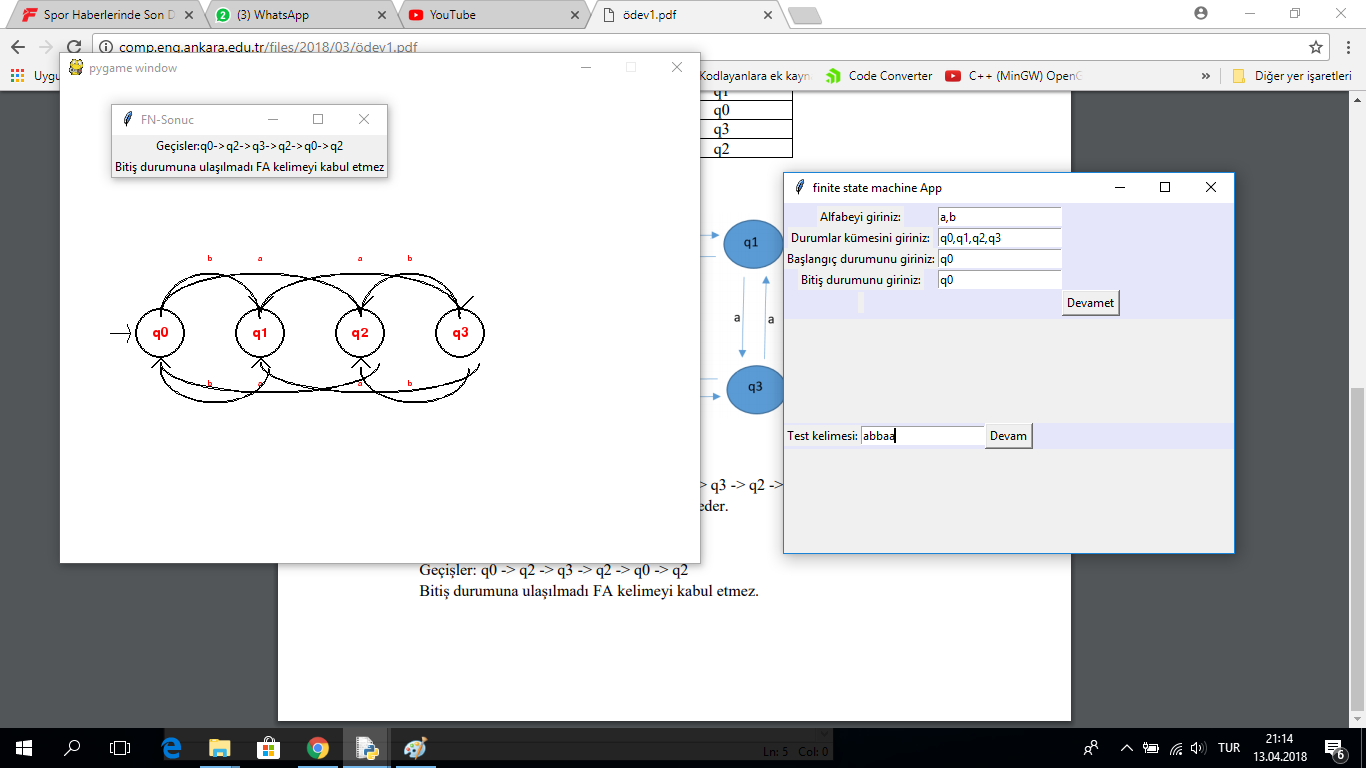 Spor Haberlerinde Son D
(3) WhatsApp
YouTube
ödev1.pdf
comp.eng.ankara.edu.tr/files/2018/03/ödev1.pdf
Kodlayanlara ek kayn
Code Converter
C++ (MinGW) OpenG
»
Diğer yer işaretleri
pygame window
FN-Sonuc
Geçisler:q0->q2->q3->q2->q0->q2
Bitiş durumuna ulaşılmadı FA kelimeyi kabul etmez
b a a b
q0 q1 q2 q3
b a a b
q1
q0
q3
q2
q1
a a
q3
finite state machine App
Alfabeyi giriniz: a,b
Durumlar kümesini giriniz: q0,q1,q2,q3
Başlangıç durumunu giriniz: q0
Bitiş durumunu giriniz: q0
Devamet
Test kelimesi: abbaa Devam
> q3 -> q2 ->
eder.
Geçişler: q0 -> q2 -> q3 -> q2 -> q0 -> q2
Bitiş durumuna ulaşılmadı FA kelimeyi kabul etmez.
Ln: 5 Col: 0
TUR
21:14
13.04.2018
6